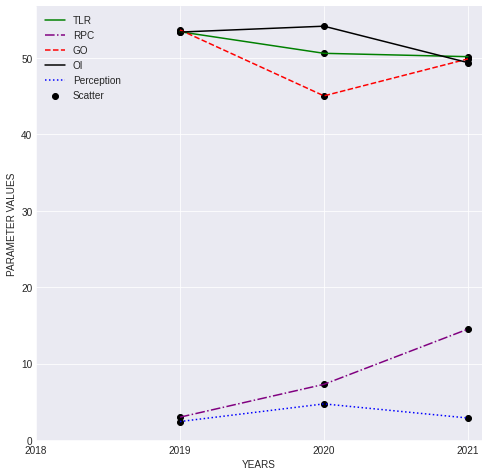 TLR
RPC
GO
OI
Perception
Scatter
50
40
30
20
10
0
PARAMETER VALUES
2018 2019 2020 2021
YEARS